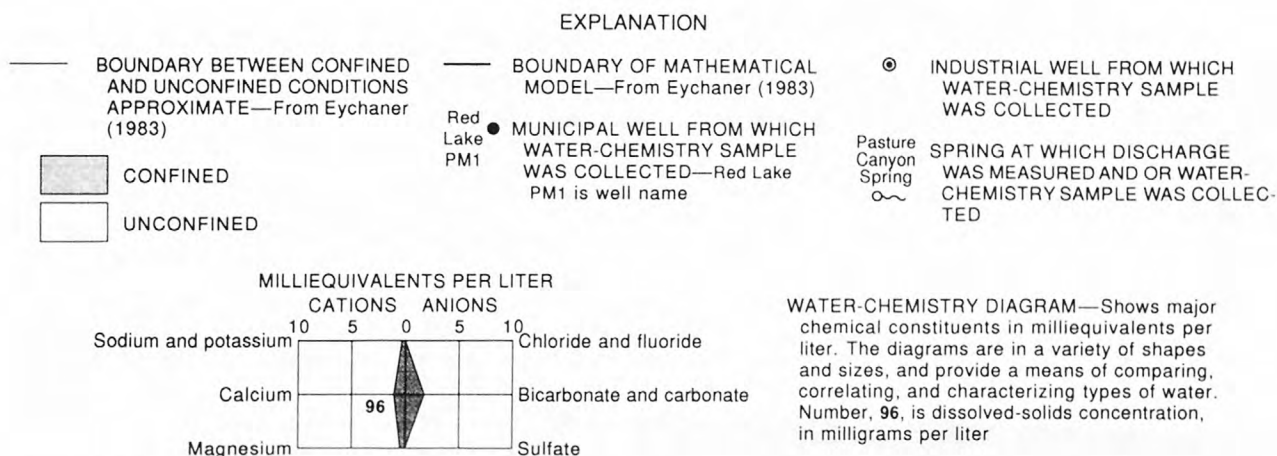 EXPLANATION
BOUNDARY BETWEEN CONFINED
AND UNCONFINED CONDITIONS
APPROXIMATE—From Eychaner
(1983)
CONFINED
UNCONFINED
BOUNDARY OF MATHEMATICAL
MODEL—From Eychaner (1983)
Red
Lake
PM1
MUNICIPAL WELL FROM WHICH
WATER-CHEMISTRY SAMPLE
WAS COLLECTED—Red Lake
PM1 is well name
INDUSTRIAL WELL FROM WHICH
WATER-CHEMISTRY SAMPLE
WAS COLLECTED
Pasture
Canyon
Spring
SPRING AT WHICH DISCHARGE
WAS MEASURED AND OR WATER-
CHEMISTRY SAMPLE WAS COLLEC-
TED
MILLIEQUIVALENTS PER LITER
CATIONS ANIONS
10 5 0 5 10
Sodium and potassium Chloride and fluoride
Calcium 96 Bicarbonate and carbonate
Magnesium Sulfate
WATER-CHEMISTRY DIAGRAM—Shows major
chemical constituents in milliequivalents per
liter. The diagrams are in a variety of shapes
and sizes, and provide a means of comparing,
correlating, and characterizing types of water.
Number, 96, is dissolved-solids concentration,
in milligrams per liter